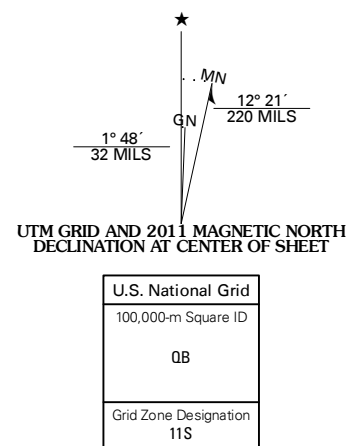 ★
MN
GN
12° 21´
220 MILS
1° 48´
32 MILS
UTM GRID AND 2011 MAGNETIC NORTH
DECLINATION AT CENTER OF SHEET
U.S. National Grid
100,000-m Square ID
QB
Grid Zone Designation
11S